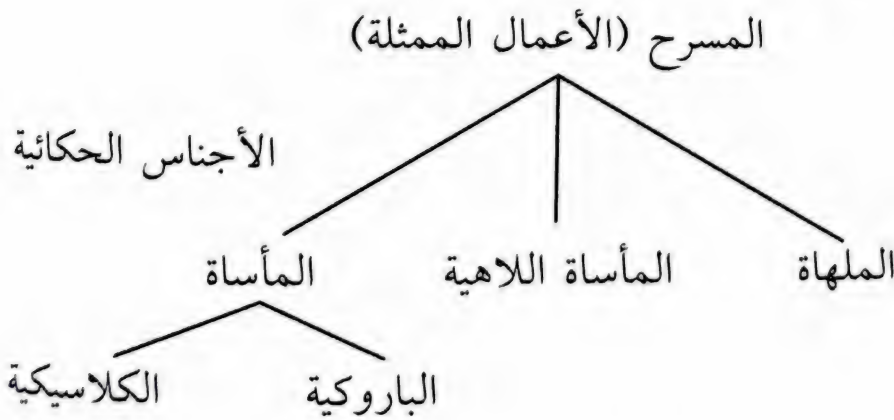 المسرح (الأعمال الممثلة)
الأجناس الحكائية
الملهاة المأساة اللاهية المأساة
الباروكية الكلاسيكية